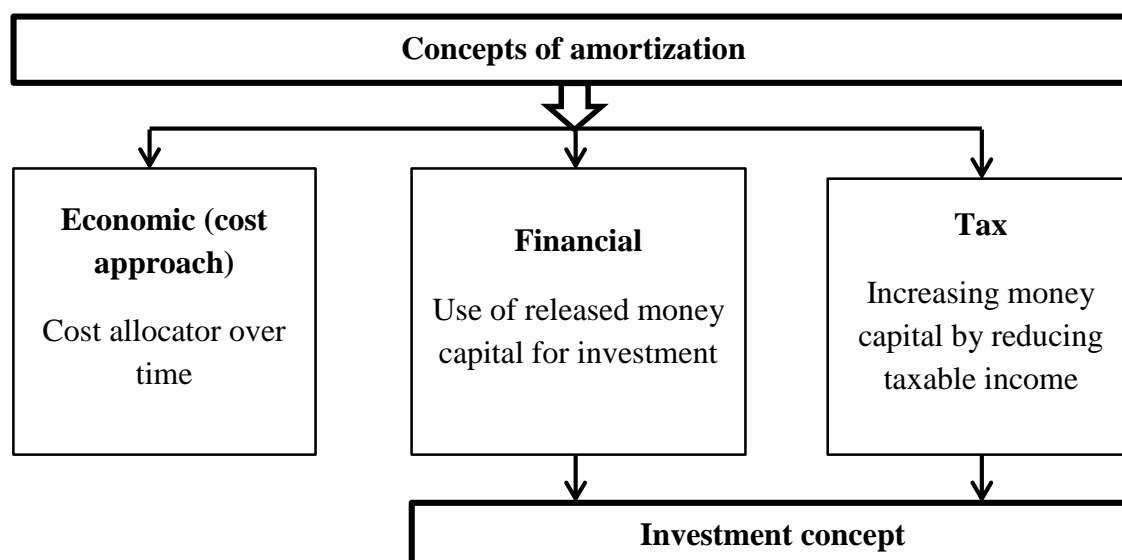 Concepts of amortization
Economic (cost
approach)
Cost allocator over
time
Financial
Use of released money
capital for investment
Tax
Increasing money
capital by reducing
taxable income
Investment concept